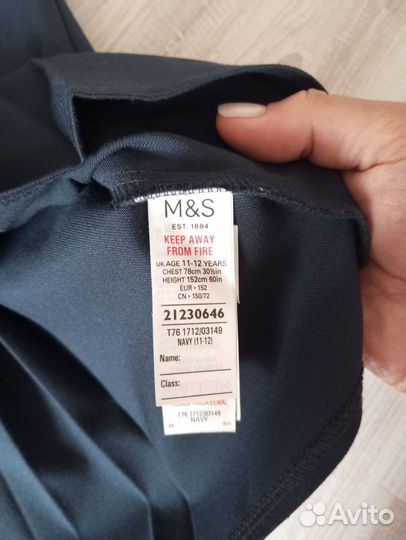 M&S
EST. 1884
KEEP AWAY
FROM FIRE
UK AGE 11-12 YEARS
CHEST 78cm 30½in
HEIGHT 152cm 60in
EUR • 152
CN • 150/72
21230646
T76 1712/03149
NAVY (11-12)
Name:
Class:
T76 1712/03149
NAVY
Avito